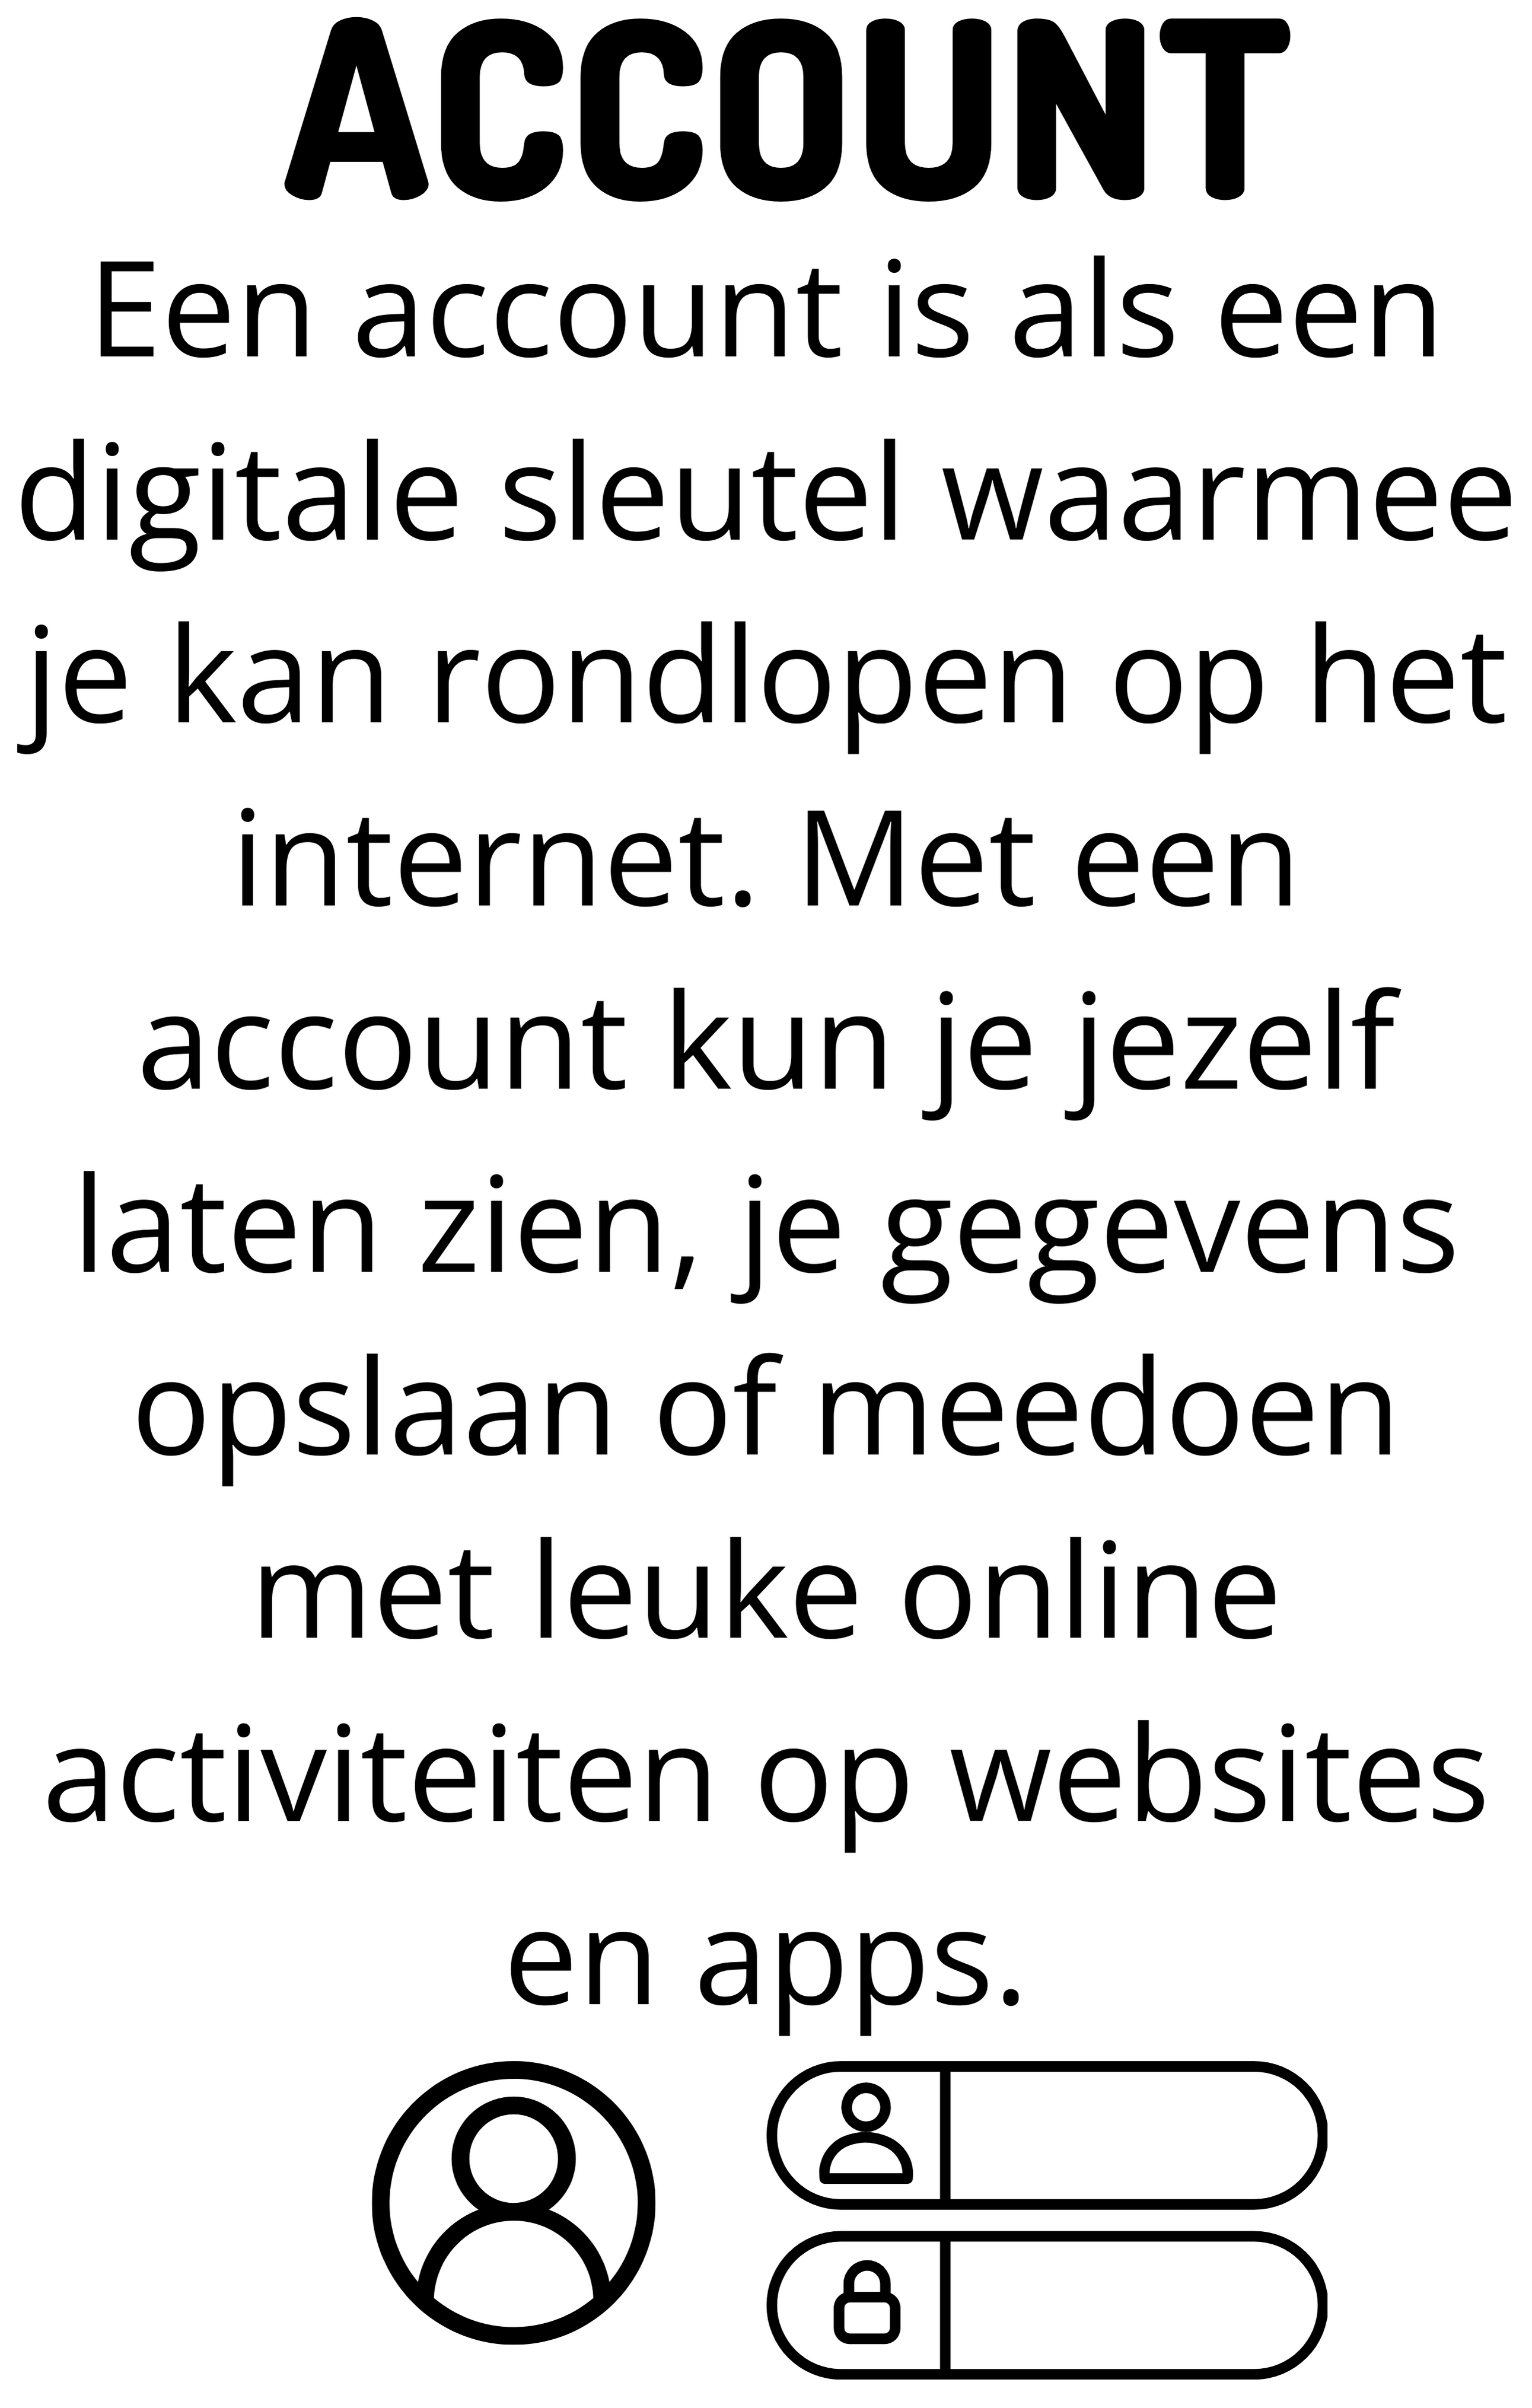 ACCOUNT
Een account is als een
digitale sleutel waarmee
je kan rondlopen op het
internet. Met een
account kun je jezelf
laten zien, je gegevens
opslaan of meedoen
met leuke online
activiteiten op websites
en apps.